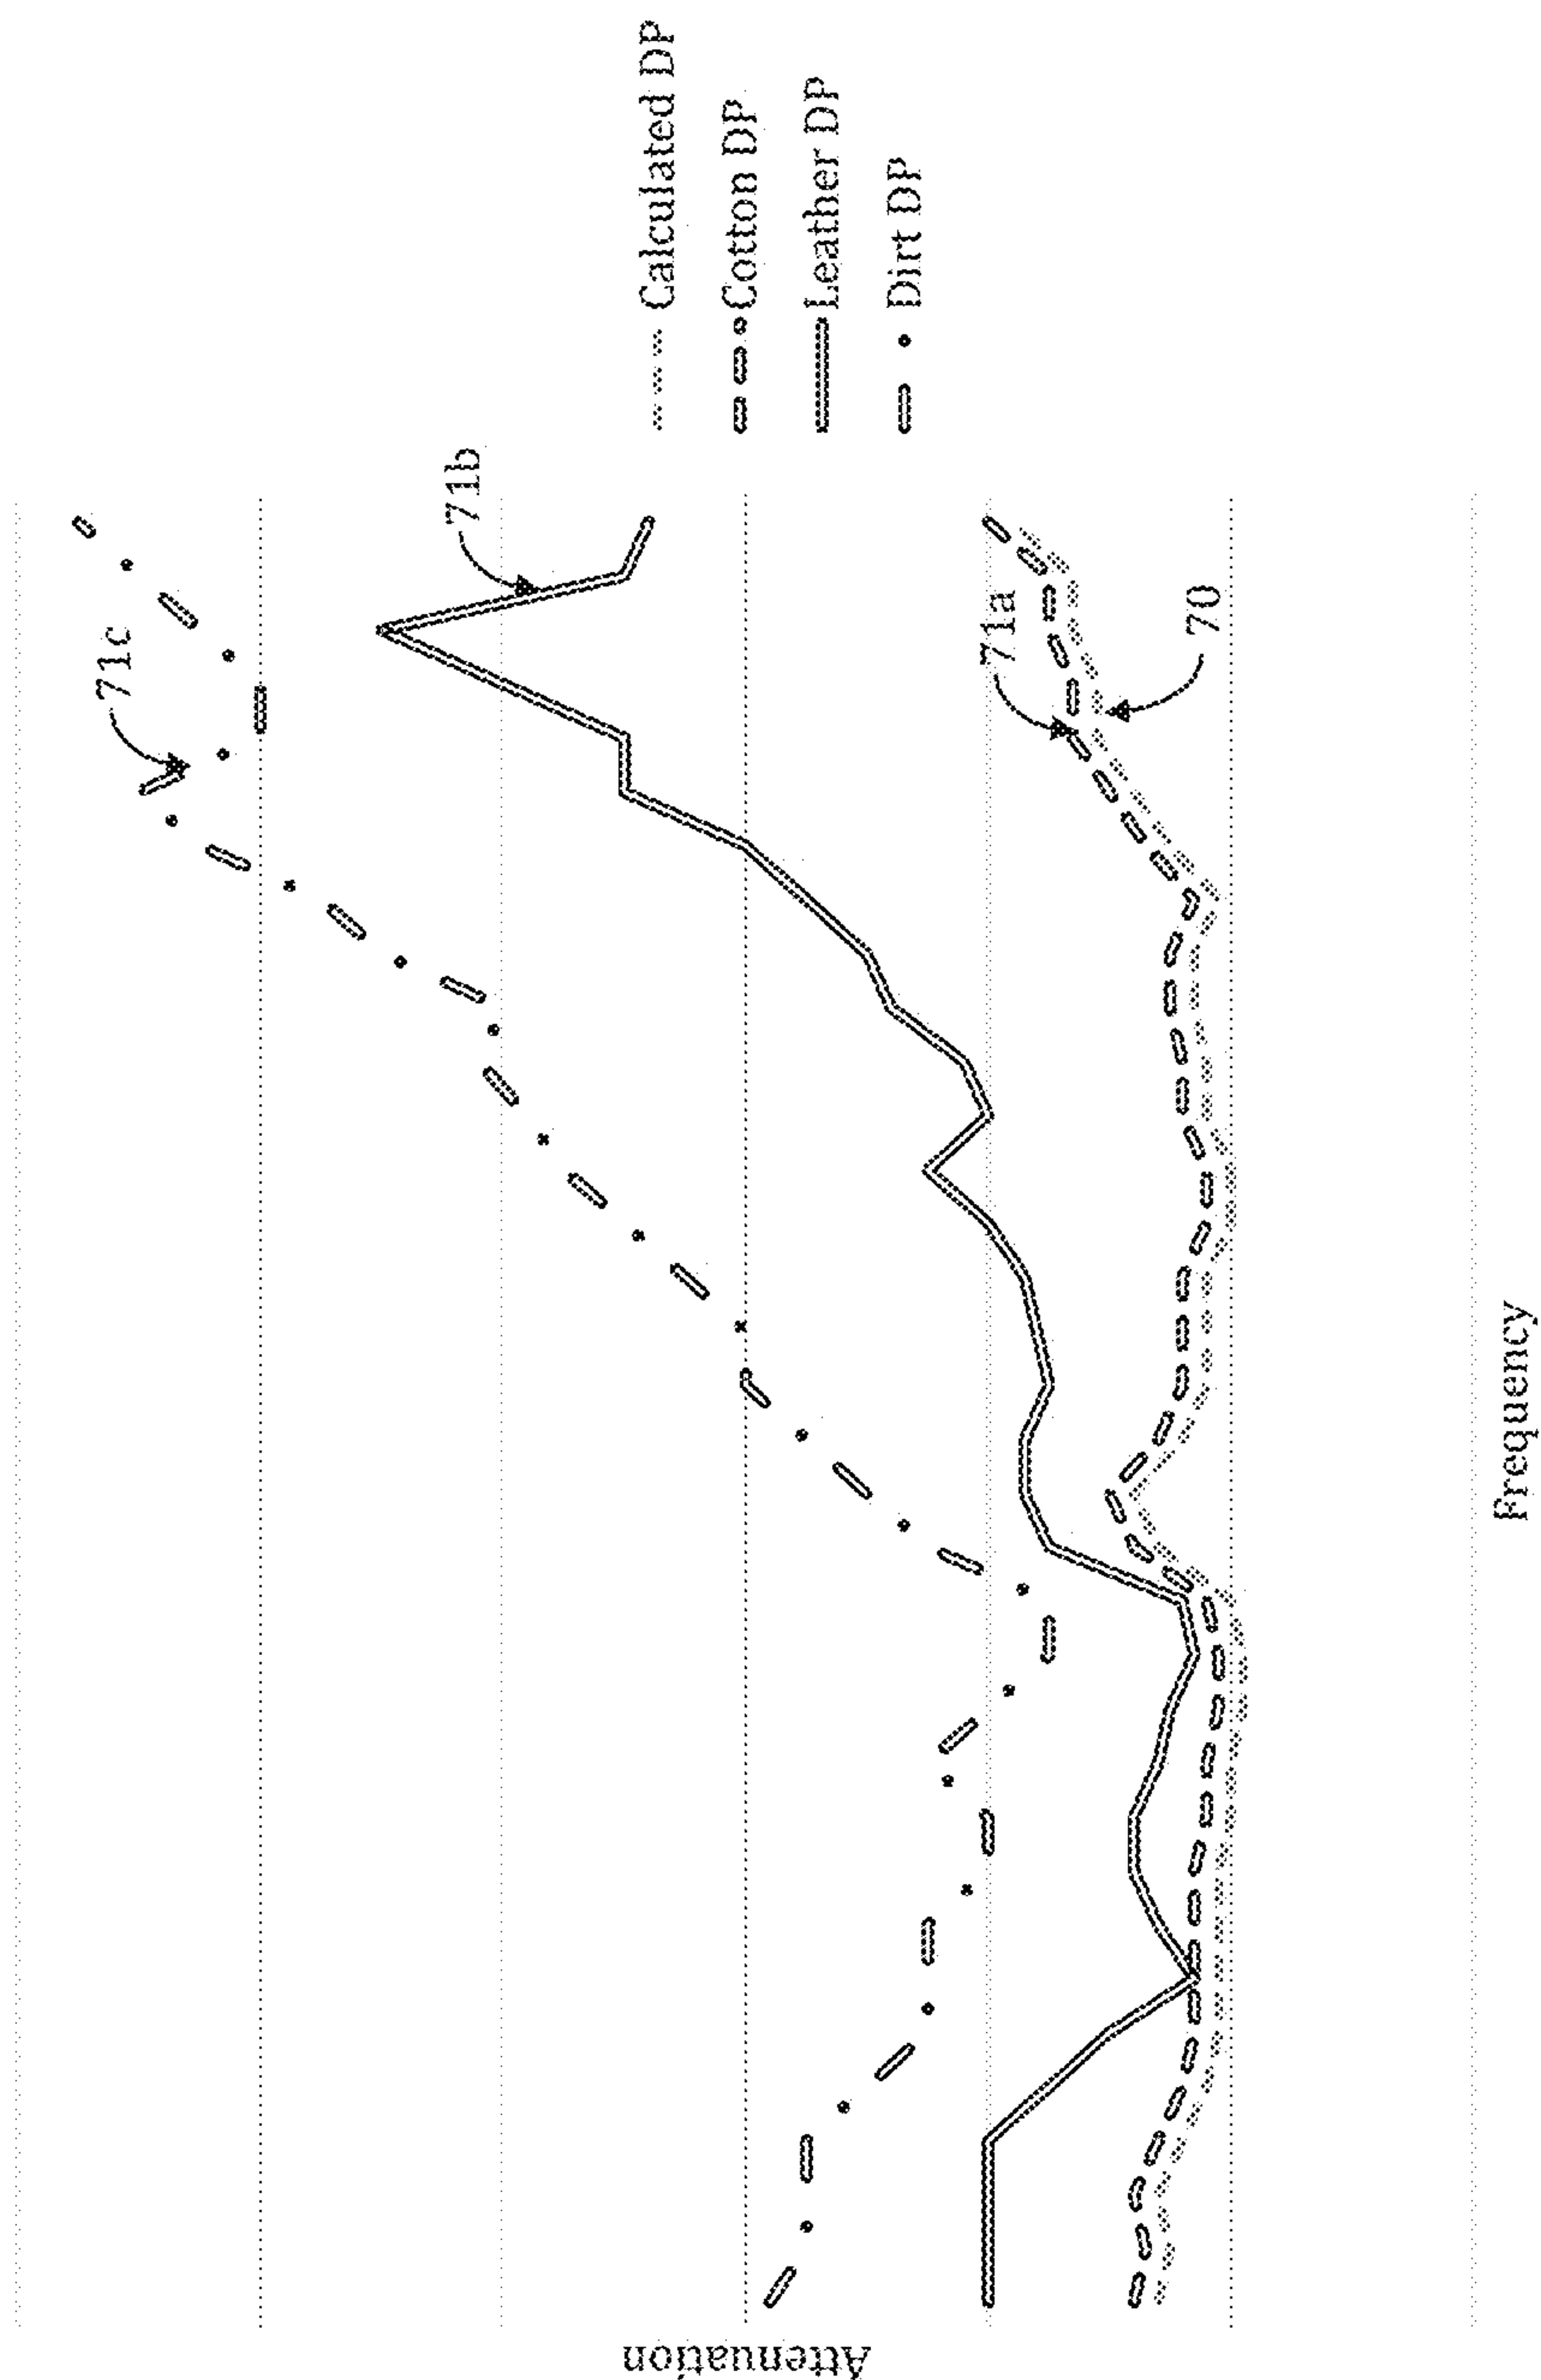 Attenuation
71c
71b
71a
70
Calculated DP
Cotton DP
Leather DP
Dirt DP
Frequency